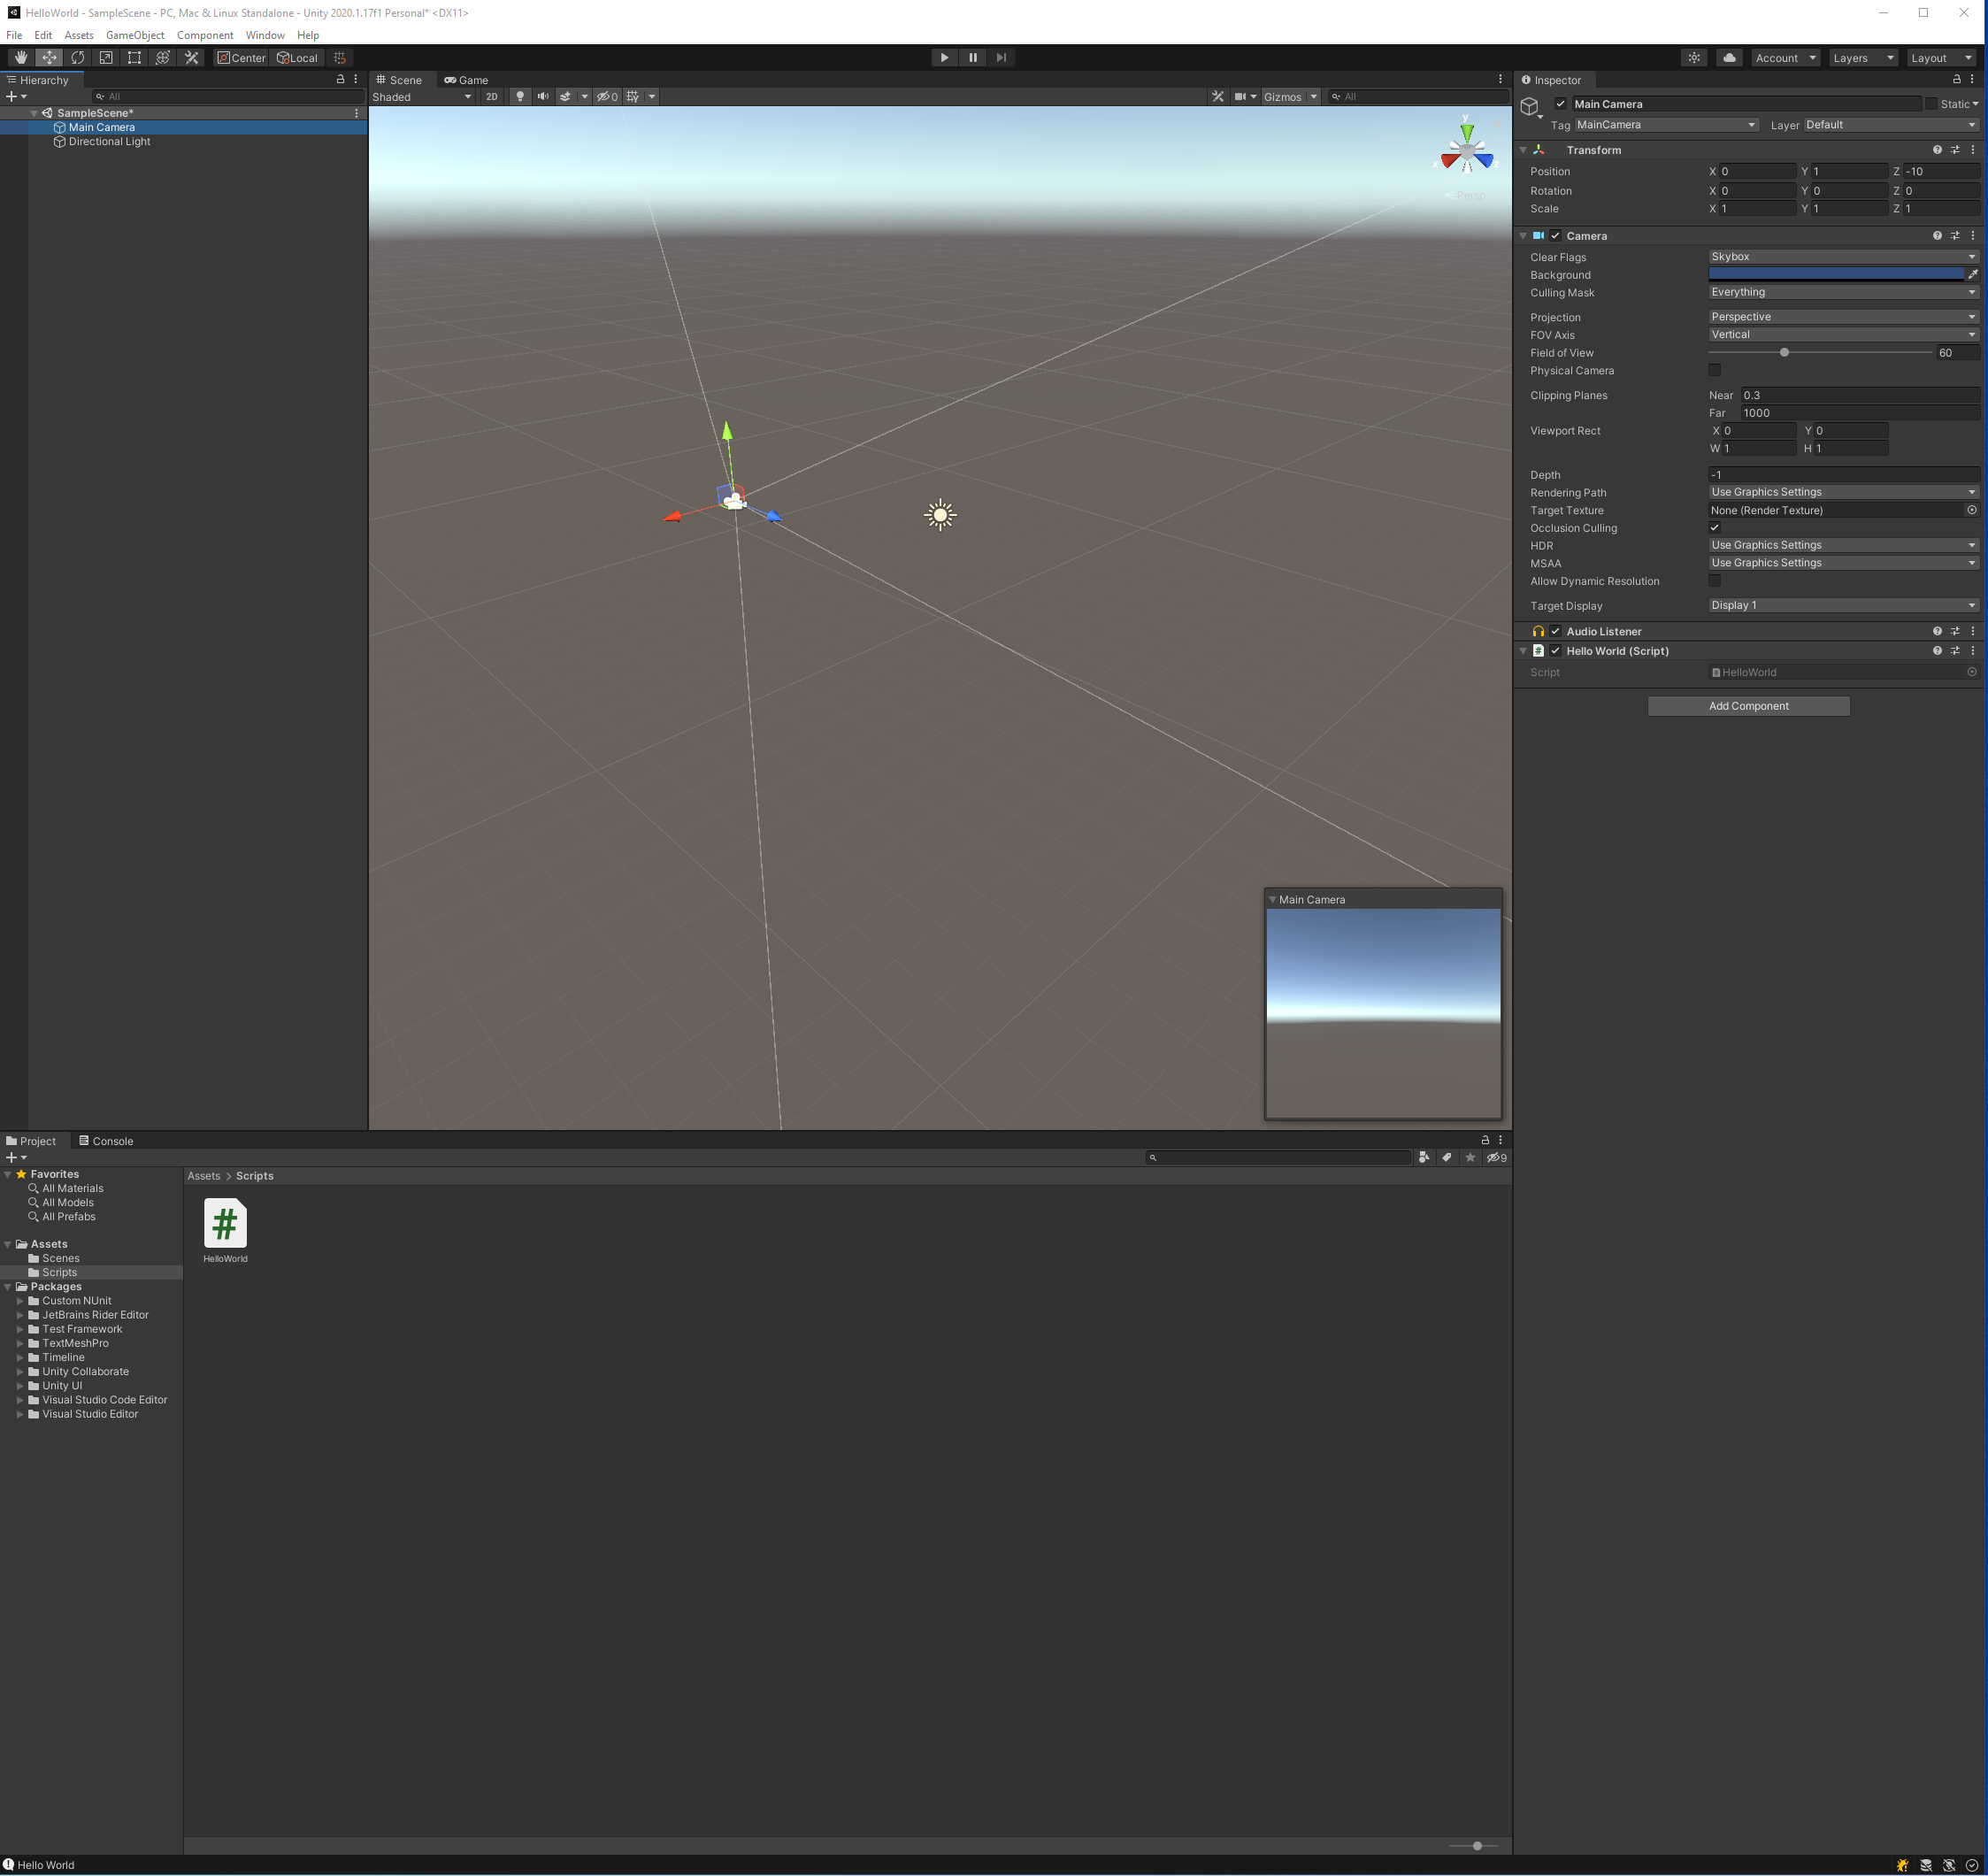 HelloWorld - SampleScene - PC, Mac & Linux Standalone - Unity 2020.1.17f1 Personal* <DX11>
File Edit Assets GameObject Component Window Help
Center Local Account Layers Layout
Hierarchy
All
SampleScene*
Main Camera
Directional Light
Scene Game
Shaded 2D 0 Gizmos All
y
x
Persp
Main Camera
Inspector
Main Camera Static
Tag MainCamera Layer Default
Transform
Position X 0 Y 1 Z -10
Rotation X 0 Y 0 Z 0
Scale X 1 Y 1 Z 1
Camera
Clear Flags Skybox
Background
Culling Mask Everything
Projection Perspective
FOV Axis Vertical
Field of View 60
Physical Camera
Clipping Planes Near 0.3
Far 1000
Viewport Rect X 0 Y 0
W 1 H 1
Depth -1
Rendering Path Use Graphics Settings
Target Texture None (Render Texture)
Occlusion Culling
HDR Use Graphics Settings
MSAA Use Graphics Settings
Allow Dynamic Resolution
Target Display Display 1
Audio Listener
# Hello World (Script)
Script HelloWorld
Add Component
Project Console
9
Favorites
All Materials
All Models
All Prefabs
Assets
Scenes
Scripts
Packages
Custom NUnit
JetBrains Rider Editor
Test Framework
TextMeshPro
Timeline
Unity Collaborate
Unity UI
Visual Studio Code Editor
Visual Studio Editor
Assets > Scripts
#
HelloWorld
Hello World